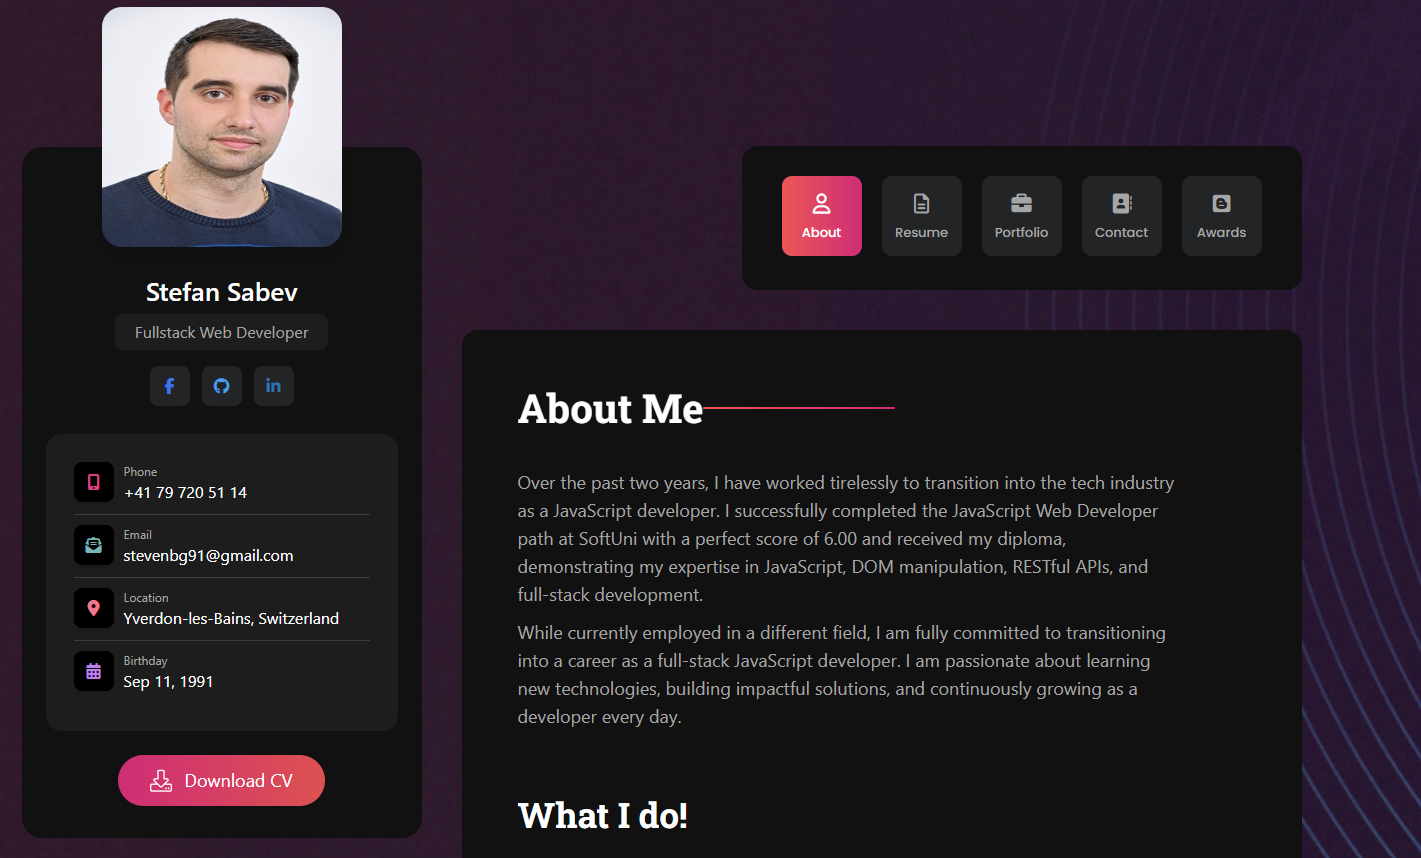 Stefan Sabev
Fullstack Web Developer
Phone
+41 79 720 51 14
Email
stevenbg91@gmail.com
Location
Yverdon-les-Bains, Switzerland
Birthday
Sep 11, 1991
Download CV
About
Resume
Portfolio
Contact
Awards
About Me
Over the past two years, I have worked tirelessly to transition into the tech industry
as a JavaScript developer. I successfully completed the JavaScript Web Developer
path at SoftUni with a perfect score of 6.00 and received my diploma,
demonstrating my expertise in JavaScript, DOM manipulation, RESTful APIs, and
full-stack development.
While currently employed in a different field, I am fully committed to transitioning
into a career as a full-stack JavaScript developer. I am passionate about learning
new technologies, building impactful solutions, and continuously growing as a
developer every day.
What I do!